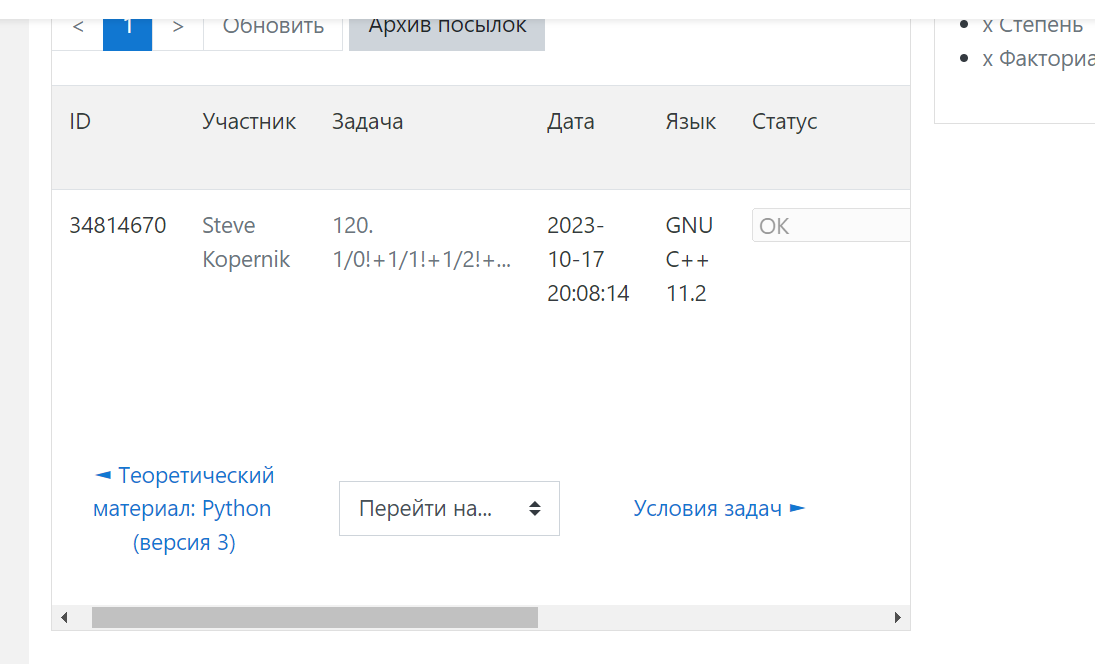 < 1 > Обновить Архив посылок
х Степень
х Факториа
ID Участник Задача Дата Язык Статус
34814670 Steve 120. 2023- GNU OK
Kopernik 1/0!+1/1!+1/2!+... 10-17 C++
20:08:14 11.2
◄ Теоретический
материал: Python
(версия 3)
Перейти на...
Условия задач ►